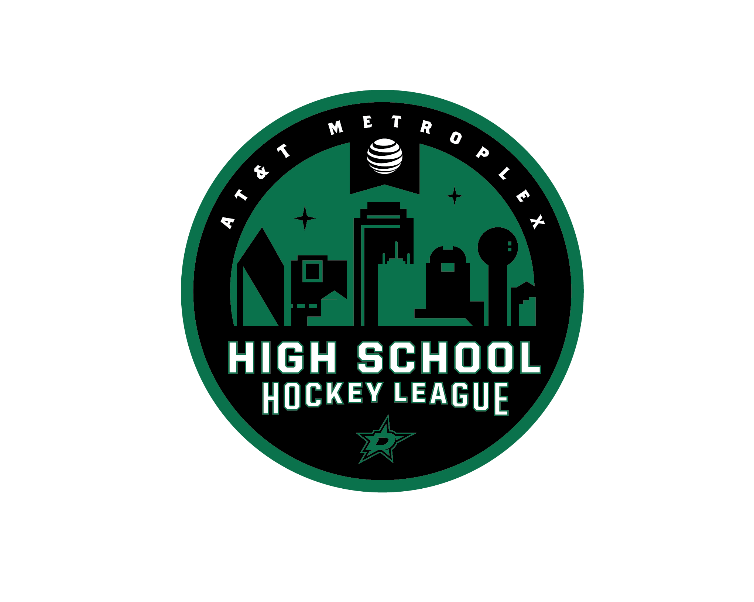 AT&T METROPLEX
HIGH SCHOOL
HOCKEY LEAGUE
D